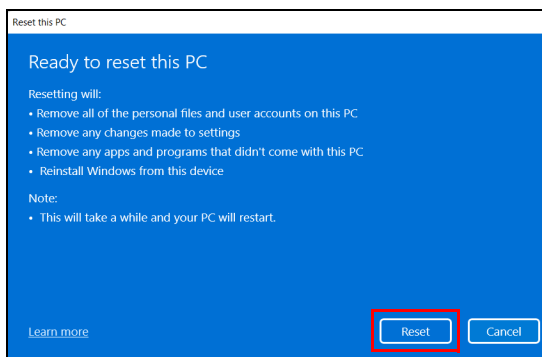 Reset this PC
Ready to reset this PC
Resetting will:
• Remove all of the personal files and user accounts on this PC
• Remove any changes made to settings
• Remove any apps and programs that didn't come with this PC
• Reinstall Windows from this device
Note:
• This will take a while and your PC will restart.
Learn more
Reset
Cancel